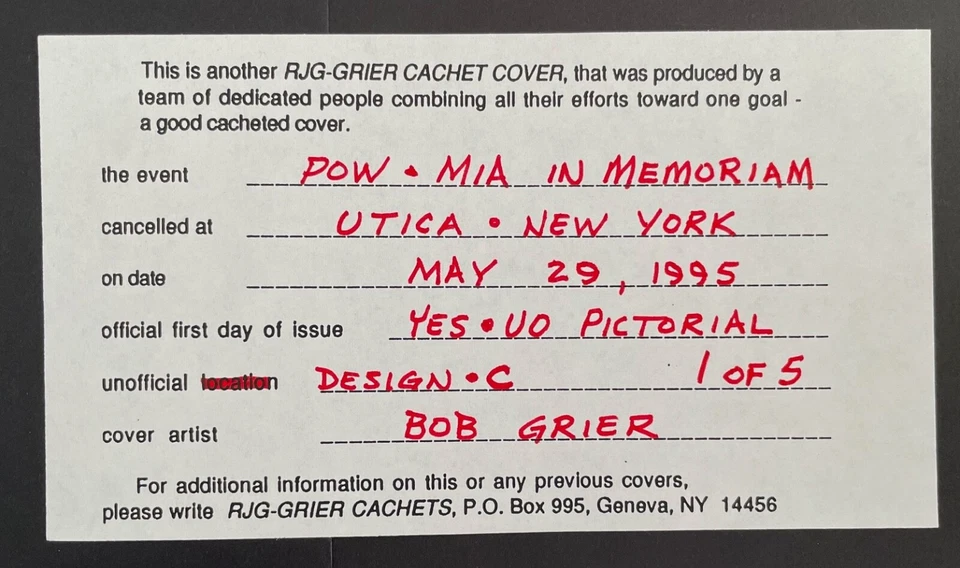 This is another RJG-GRIER CACHET COVER, that was produced by a
team of dedicated people combining all their efforts toward one goal -
a good cacheted cover.
the event POW • MIA IN MEMORIAM
cancelled at UTICA • NEW YORK
on date MAY 29, 1995
official first day of issue YES • UO PICTORIAL
unofficial location DESIGN • C 1 OF 5
cover artist BOB GRIER
For additional information on this or any previous covers,
please write RJG-GRIER CACHETS, P.O. Box 995, Geneva, NY 14456